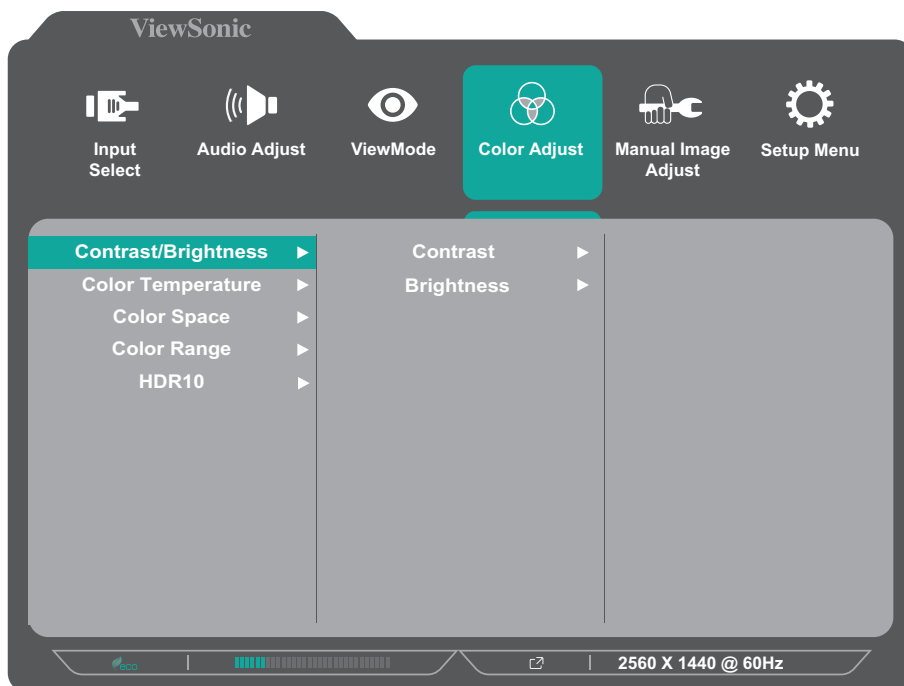 ViewSonic
Input
Select
Audio Adjust
ViewMode
Color Adjust
Manual Image
Adjust
Setup Menu
Contrast/Brightness
Color Temperature
Color Space
Color Range
HDR10
Contrast
Brightness
eco
2560 X 1440 @ 60Hz